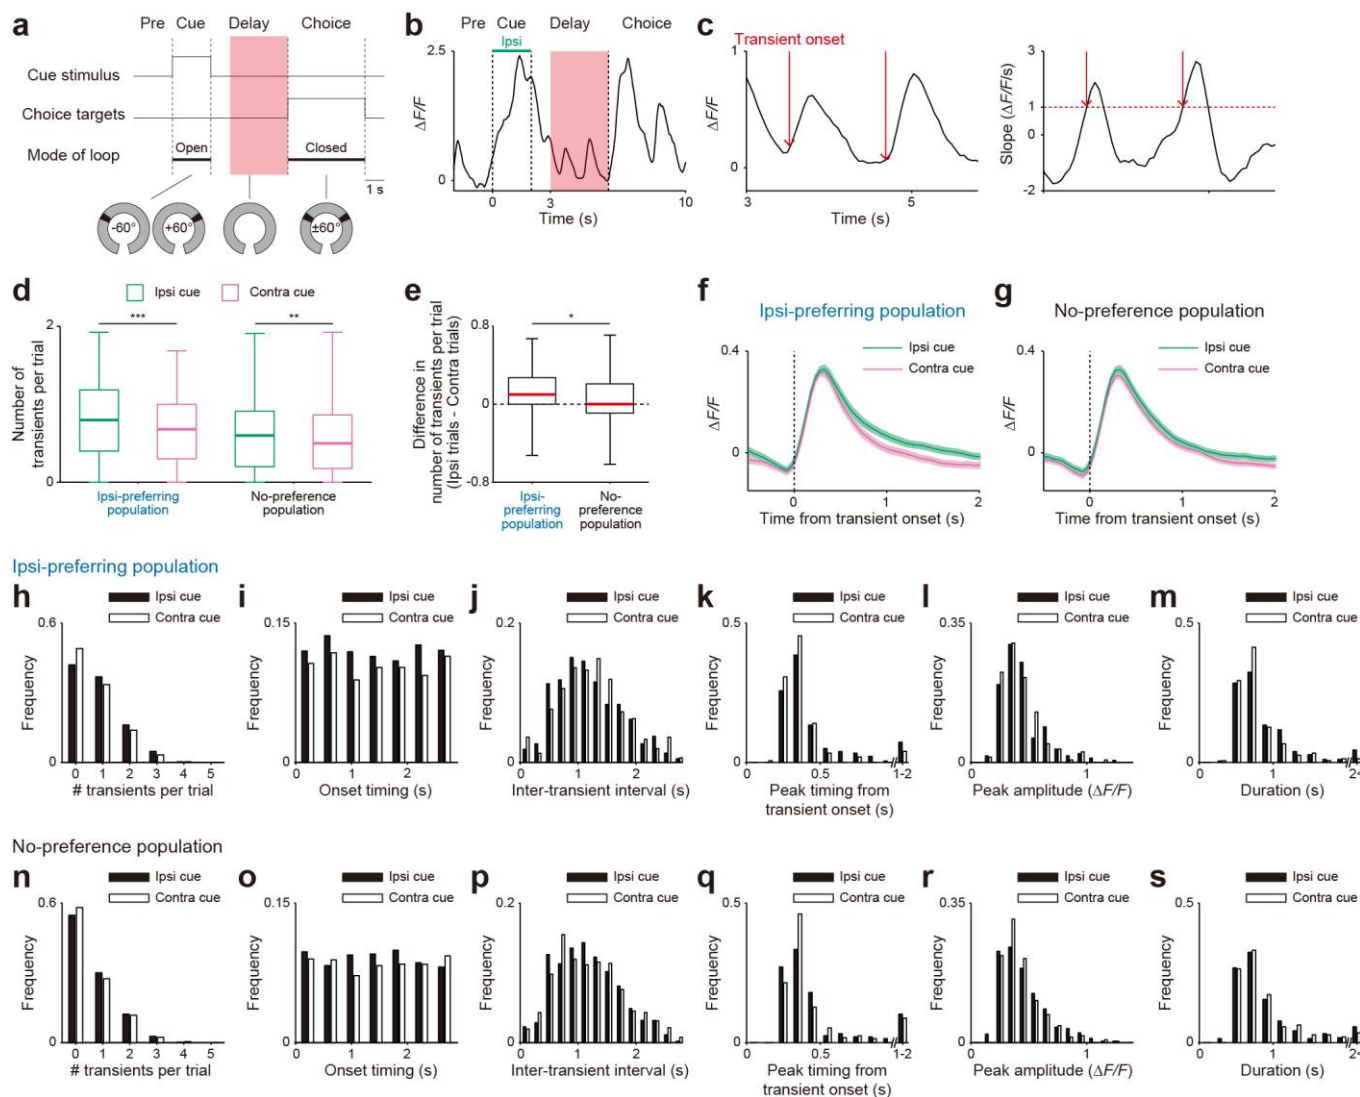 a
Pre Cue Delay Choice
Cue stimulus
Choice targets
Mode of loop
Open
Closed
1 s
-60°
+60°
±60°
b
Pre Cue Delay Choice
Ipsi
2.5
ΔF/F
0
0 3 10
Time (s)
c
Transient onset
1
ΔF/F
0
3 5
Time (s)
3
1
0
-2
Slope (ΔF/F/s)
d
Ipsi cue Contra cue
2
*** **
Number of
transients per trial
0
Ipsi-preferring
population
No-preference
population
e
Difference in
number of transients per trial
(Ipsi trials - Contra trials)
0.8
*
0
-0.8
Ipsi-
preferring
population
No-
preference
population
f
Ipsi-preferring population
0.4
Ipsi cue
Contra cue
ΔF/F
0
0 1 2
Time from transient onset (s)
g
No-preference population
0.4
Ipsi cue
Contra cue
ΔF/F
0
0 1 2
Time from transient onset (s)
Ipsi-preferring population
h
Ipsi cue
Contra cue
0.6
Frequency
0
0 1 2 3 4 5
# transients per trial
i
Ipsi cue
Contra cue
0.15
Frequency
0
1 2
Onset timing (s)
j
Ipsi cue
Contra cue
0.2
Frequency
0
0 1 2
Inter-transient interval (s)
k
Ipsi cue
Contra cue
0.5
Frequency
0
0 0.5 1-2
Peak timing from
transient onset (s)
l
Ipsi cue
Contra cue
0.35
Frequency
0
1
Peak amplitude (ΔF/F)
m
Ipsi cue
Contra cue
0.5
Frequency
0
0 1 2<
Duration (s)
No-preference population
n
Ipsi cue
Contra cue
0.6
Frequency
0
0 1 2 3 4 5
# transients per trial
o
Ipsi cue
Contra cue
0.15
Frequency
0
1 2
Onset timing (s)
p
Ipsi cue
Contra cue
0.2
Frequency
0
0 1 2
Inter-transient interval (s)
q
Ipsi cue
Contra cue
0.5
Frequency
0
0 0.5 1-2
Peak timing from
transient onset (s)
r
Ipsi cue
Contra cue
0.35
Frequency
0
1
Peak amplitude (ΔF/F)
s
Ipsi cue
Contra cue
0.5
Frequency
0
0 1 2<
Duration (s)